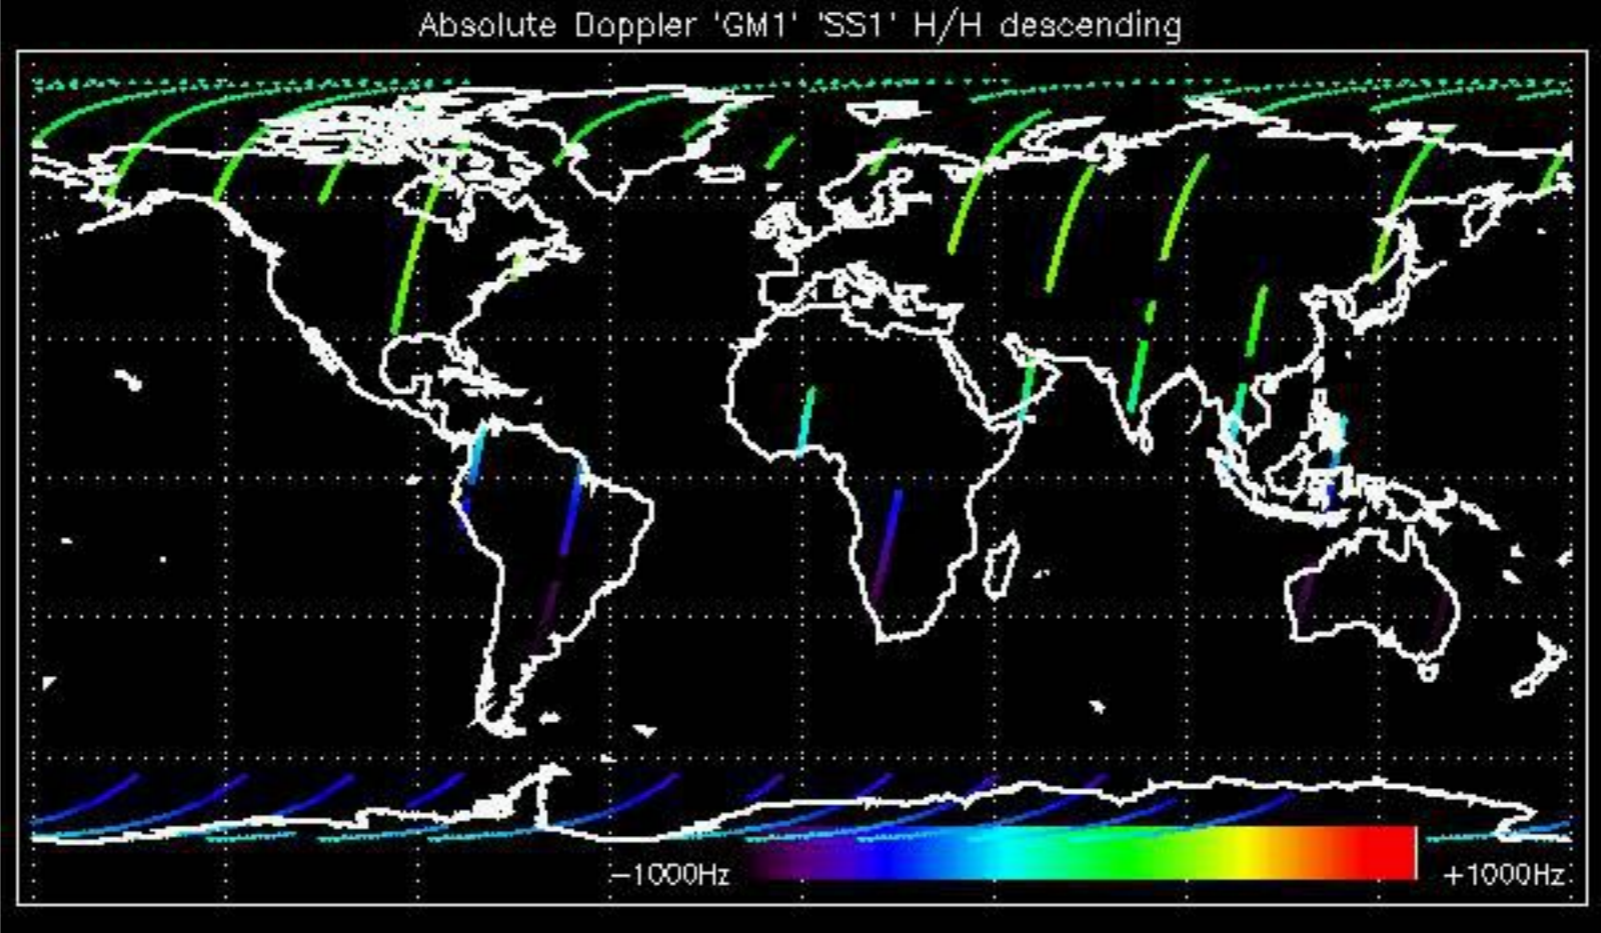 Absolute Doppler 'GM1' 'SS1' H/H descending
−1000Hz +1000Hz